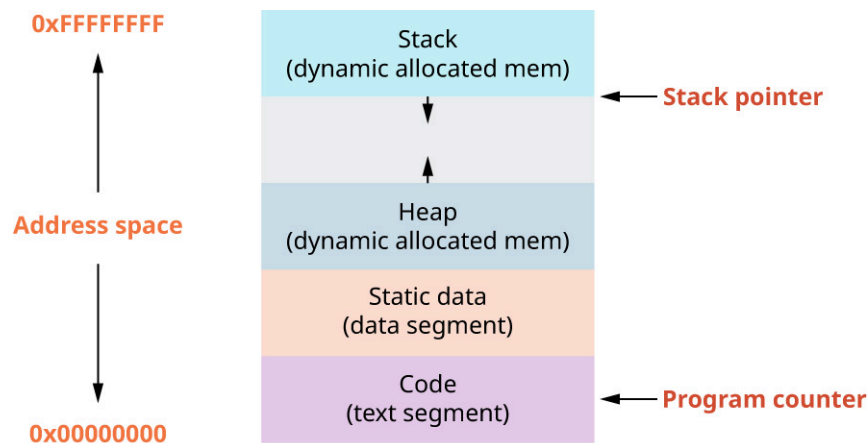 0xFFFFFFFF
Stack
(dynamic allocated mem)
Stack pointer
Address space
Heap
(dynamic allocated mem)
Static data
(data segment)
Code
(text segment)
Program counter
0x00000000